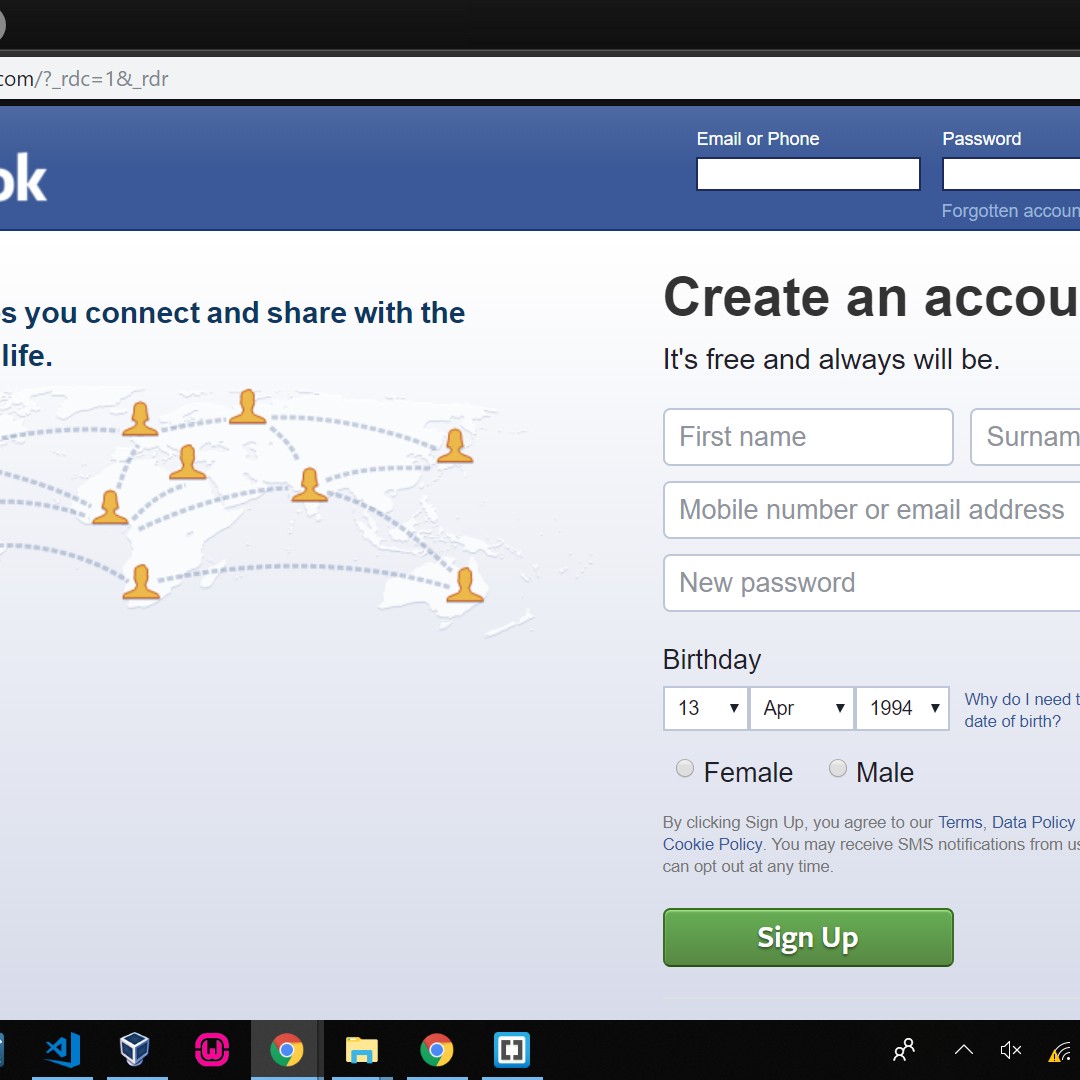 com/?_rdc=1&_rdr
Email or Phone Password
ok
Forgotten accoun
s you connect and share with the
life.
Create an accou
It's free and always will be.
First name Surnam
Mobile number or email address
New password
Birthday
13 Apr 1994
Why do I need t
date of birth?
Female Male
By clicking Sign Up, you agree to our Terms, Data Policy
Cookie Policy. You may receive SMS notifications from us
can opt out at any time.
Sign Up